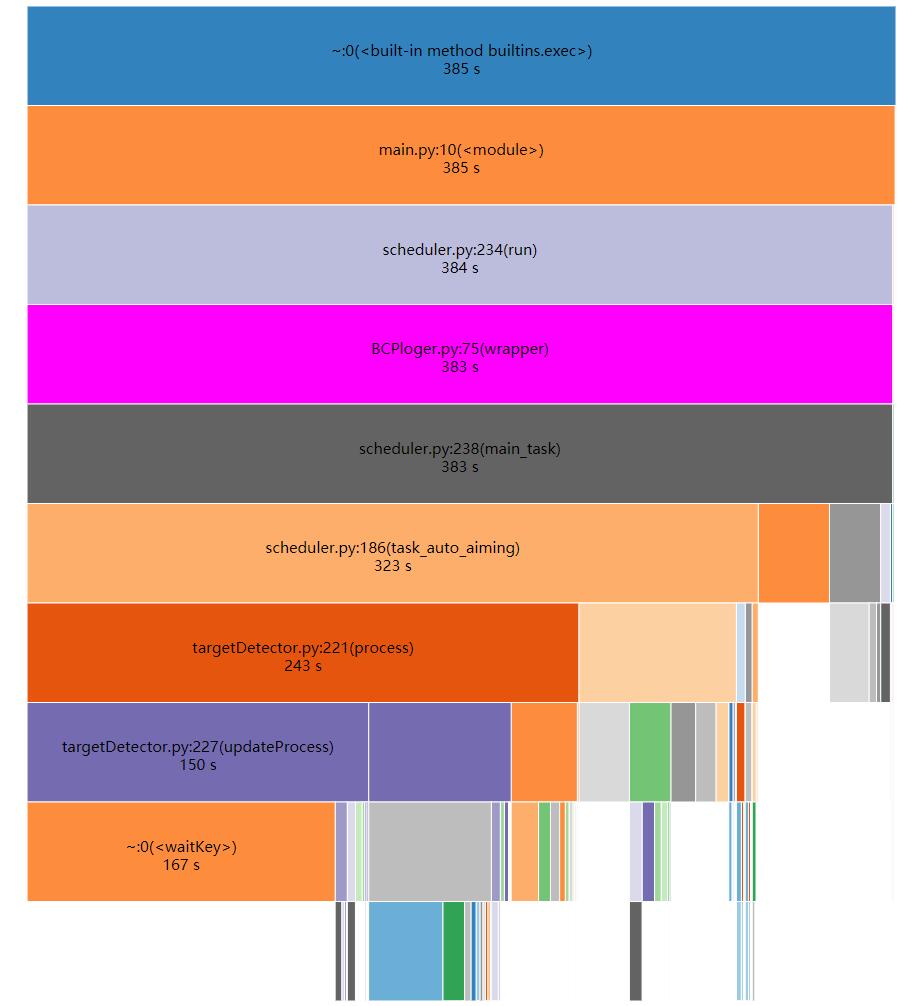 ~:0(<built-in method builtins.exec>)
385 s
main.py:10(<module>)
385 s
scheduler.py:234(run)
384 s
BCPloger.py:75(wrapper)
383 s
scheduler.py:238(main_task)
383 s
scheduler.py:186(task_auto_aiming)
323 s
targetDetector.py:221(process)
243 s
targetDetector.py:227(updateProcess)
150 s
~:0(<waitKey>)
167 s